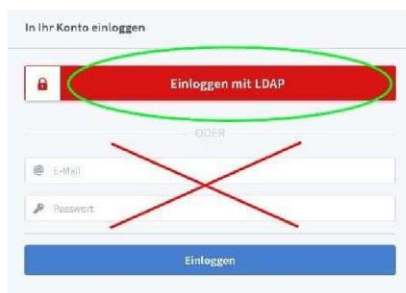 In Ihr Konto einloggen
Einloggen mit LDAP
ODER
@ E-Mail
Passwort
Einloggen